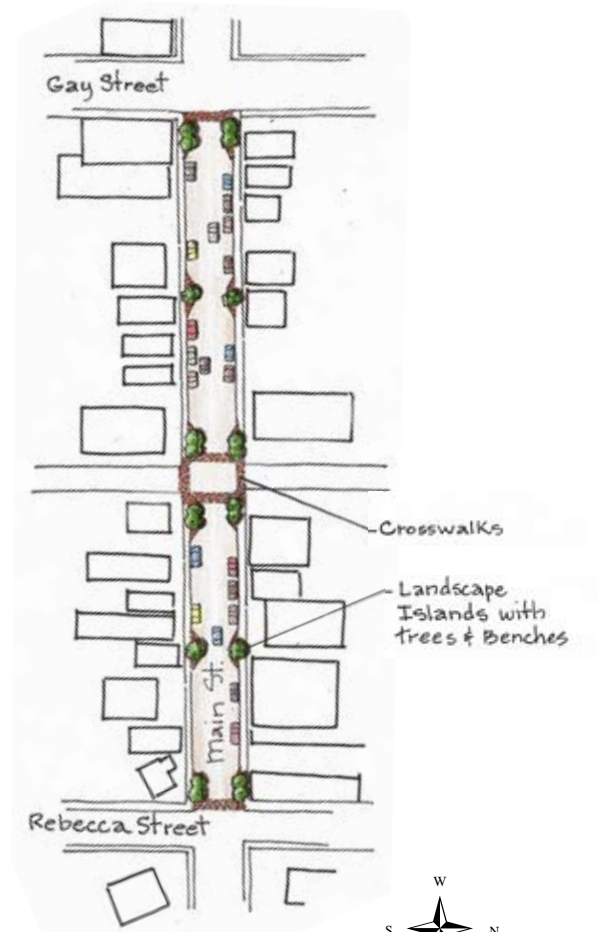 Gay Street
Crosswalks
Landscape
Islands with
trees & Benches
Main St.
Rebecca Street
W
S
N